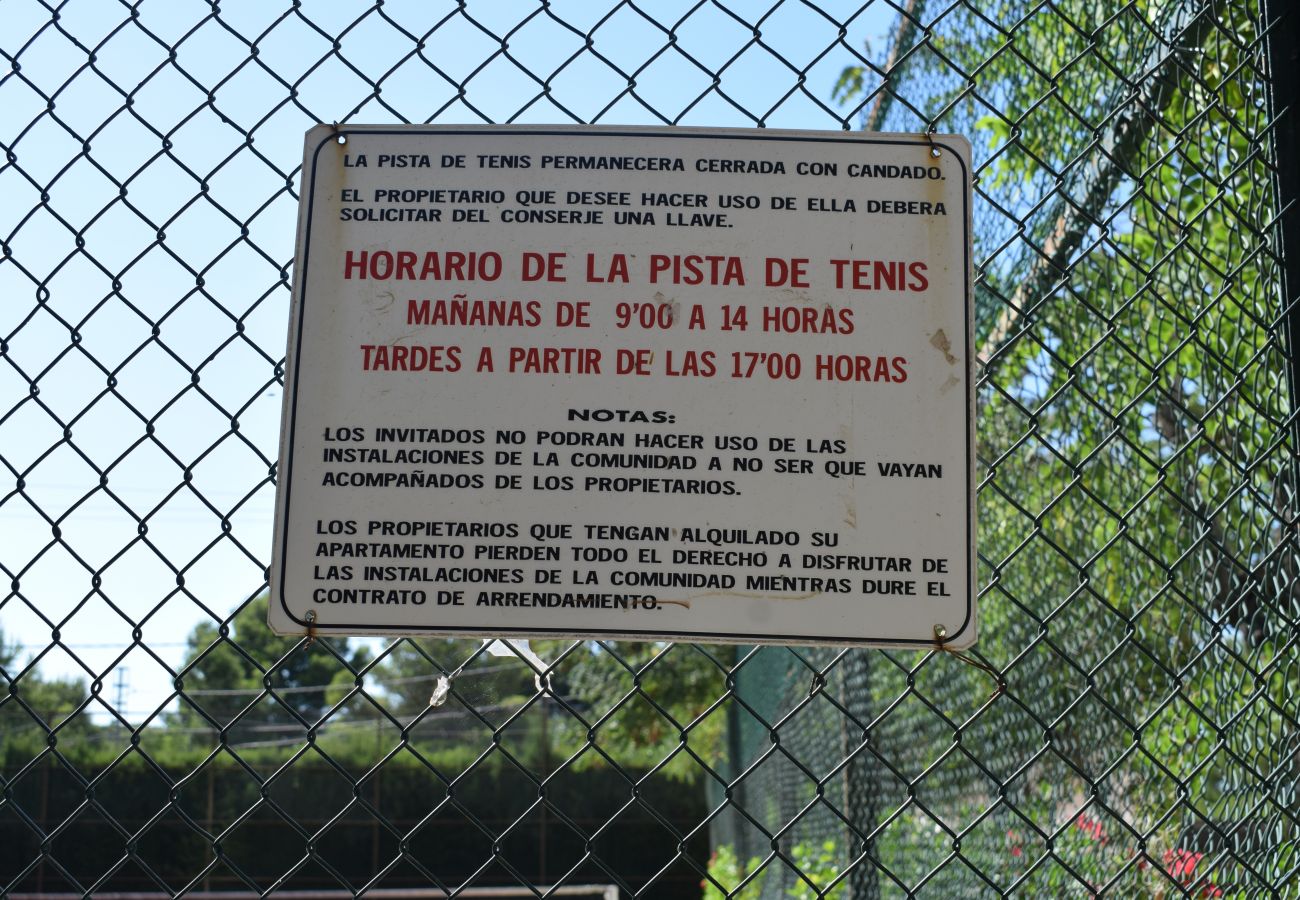 LA PISTA DE TENIS PERMANECERA CERRADA CON CANDADO.
EL PROPIETARIO QUE DESEE HACER USO DE ELLA DEBERA
SOLICITAR DEL CONSERJE UNA LLAVE.
HORARIO DE LA PISTA DE TENIS
MAÑANAS DE 9'00 A 14 HORAS
TARDES A PARTIR DE LAS 17'00 HORAS
NOTAS:
LOS INVITADOS NO PODRAN HACER USO DE LAS
INSTALACIONES DE LA COMUNIDAD A NO SER QUE VAYAN
ACOMPAÑADOS DE LOS PROPIETARIOS.
LOS PROPIETARIOS QUE TENGAN ALQUILADO SU
APARTAMENTO PIERDEN TODO EL DERECHO A DISFRUTAR DE
LAS INSTALACIONES DE LA COMUNIDAD MIENTRAS DURE EL
CONTRATO DE ARRENDAMIENTO.